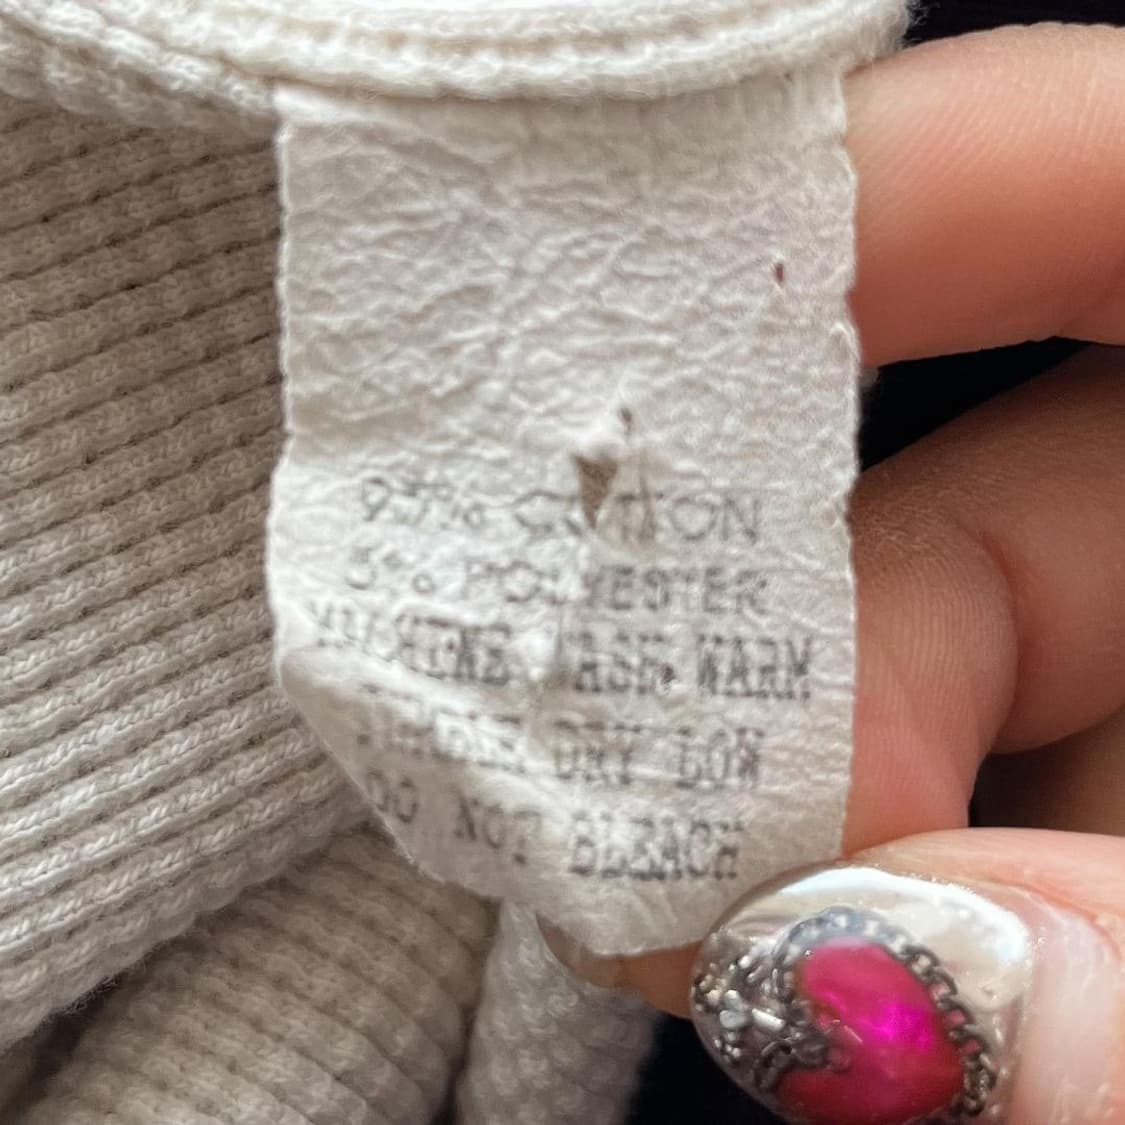 95% COTTON
5% POLYESTER
MACHINE WASH WARM
TUMBLE DRY LOW
DO NOT BLEACH